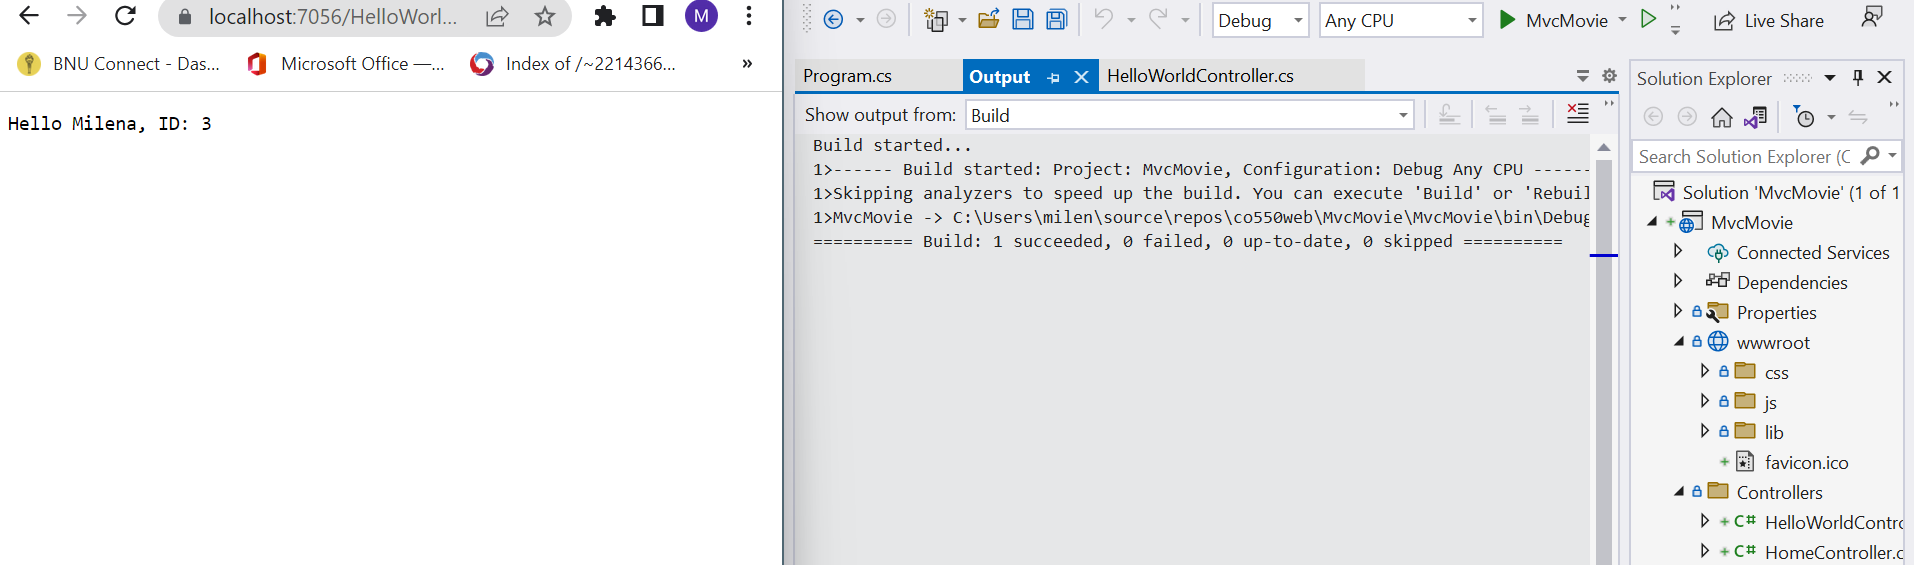 localhost:7056/HelloWorl...
M
BNU Connect - Das...
Microsoft Office —...
Index of /~2214366...
»
Hello Milena, ID: 3
Debug
Any CPU
MvcMovie
Live Share
Program.cs
Output
HelloWorldController.cs
Show output from:
Build
Build started...
1>------ Build started: Project: MvcMovie, Configuration: Debug Any CPU ------
1>Skipping analyzers to speed up the build. You can execute 'Build' or 'Rebuil
1>MvcMovie -> C:\Users\milen\source\repos\co550web\MvcMovie\MvcMovie\bin\Debug
========== Build: 1 succeeded, 0 failed, 0 up-to-date, 0 skipped ==========
Solution Explorer
Search Solution Explorer (C
Solution 'MvcMovie' (1 of 1
MvcMovie
Connected Services
Dependencies
Properties
wwwroot
css
js
lib
favicon.ico
Controllers
C# HelloWorldContro
C# HomeController.c